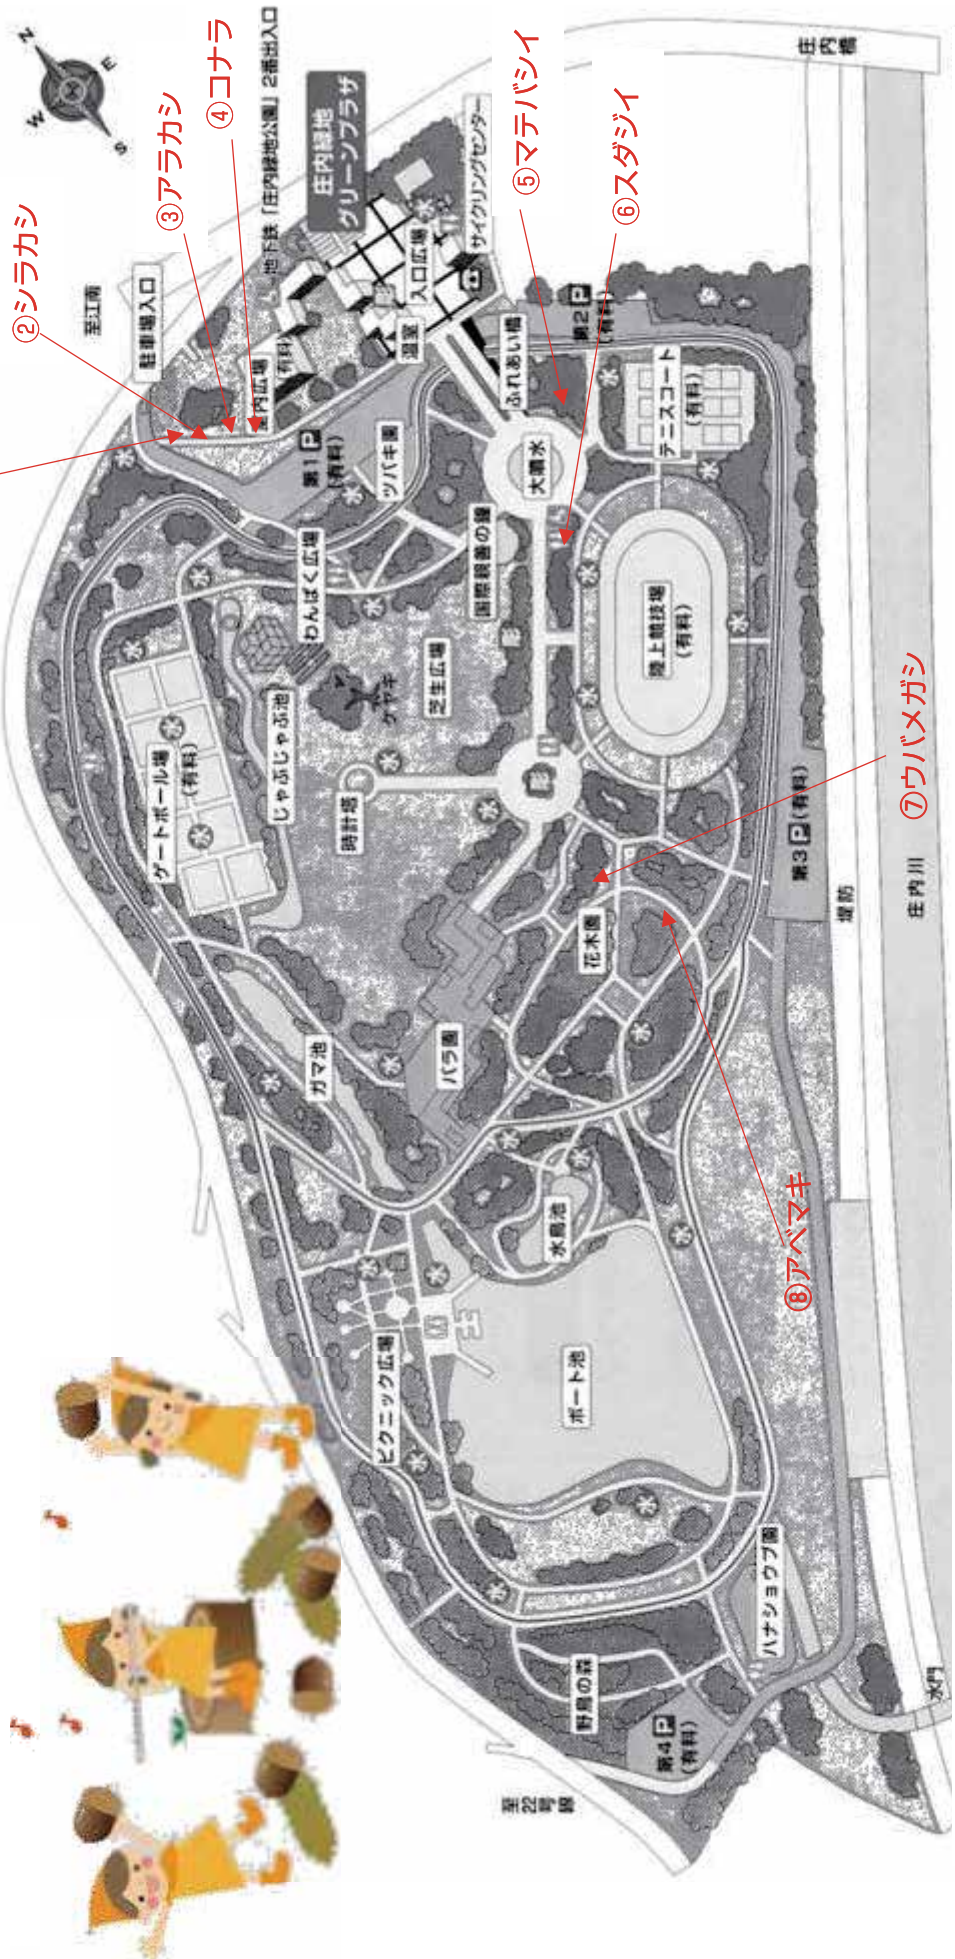 ②シラカシ
③アラカシ
④コナラ
⑤マテバシイ
⑥スダジイ
⑦ウバメガシ
⑧アベマキ
N
W
E
S
至江南
駐車場入口
地下鉄「庄内緑地公園」2番出入口
庄内緑地
グリーンプラザ
サイクリングセンター
入口広場
温室
内広場
有料
第1P
(有料)
ツバキ園
ふれあい橋
第2P
(有料)
テニスコート
(有料)
大噴水
国際親善の鐘
わんぱく広場
芝生広場
ケヤキ
じゃぶじゃぶ池
時計塔
ゲートボール場
(有料)
陸上競技場
(有料)
第3P(有料)
堤防
庄内川
庄内橋
花木園
バラ園
ガマ池
水鳥池
ボート池
ピクニック広場
ハナショウブ園
野鳥の森
第4P
(有料)
至22号線
水門
水